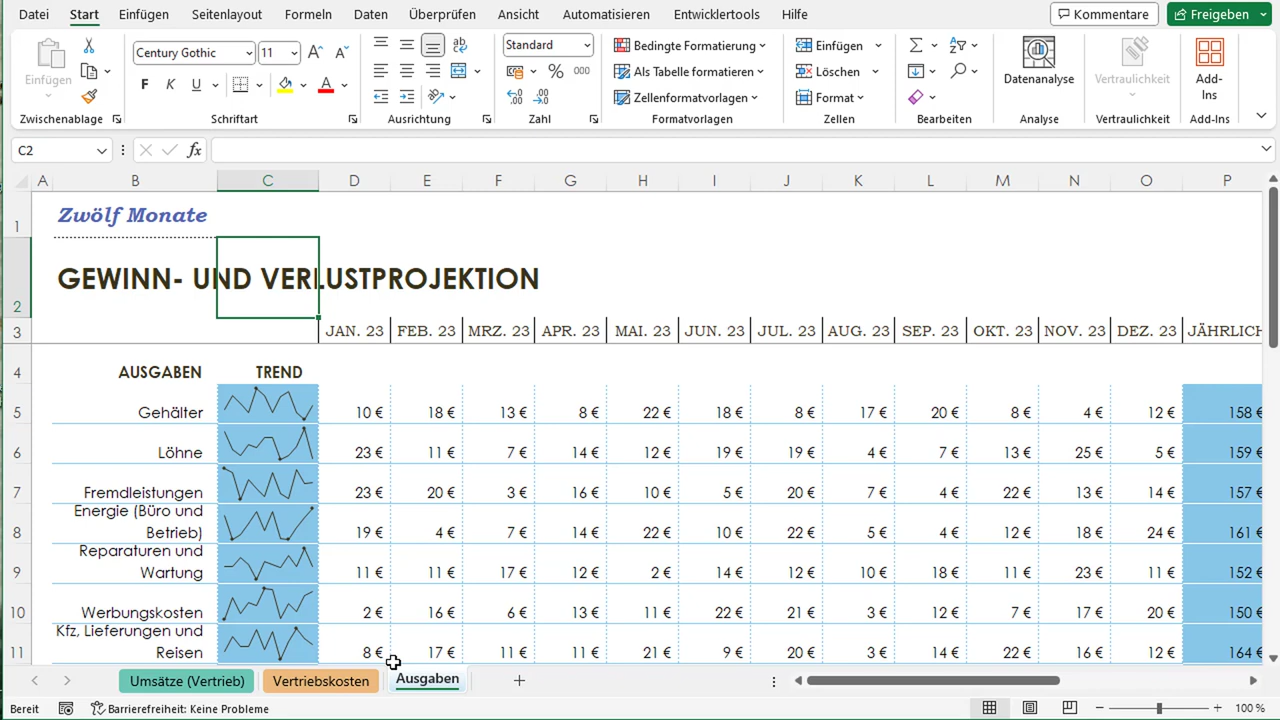 Datei Start Einfügen Seitenlayout Formeln Daten Überprüfen Ansicht Automatisieren Entwicklertools Hilfe Kommentare Freigeben
Einfügen
Century Gothic 11
F K U
Standard
% 000
Bedingte Formatierung
Als Tabelle formatieren
Zellenformatvorlagen
Einfügen
Löschen
Format
Datenanalyse
Vertraulichkeit
Add-
Ins
Zwischenablage Schriftart Ausrichtung Zahl Formatvorlagen Zellen Bearbeiten Analyse Vertraulichkeit Add-Ins
C2 fx
A B C D E F G H I J K L M N O P
1 Zwölf Monate
2 GEWINN- UND VERLUSTPROJEKTION
3 JAN. 23 FEB. 23 MRZ. 23 APR. 23 MAI. 23 JUN. 23 JUL. 23 AUG. 23 SEP. 23 OKT. 23 NOV. 23 DEZ. 23 JÄHRLICH
4 AUSGABEN TREND
5 Gehälter 10 € 18 € 13 € 8 € 22 € 18 € 8 € 17 € 20 € 8 € 4 € 12 € 158 €
6 Löhne 23 € 11 € 7 € 14 € 12 € 19 € 19 € 4 € 7 € 13 € 25 € 5 € 159 €
7 Fremdleistungen 23 € 20 € 3 € 16 € 10 € 5 € 20 € 7 € 4 € 22 € 13 € 14 € 157 €
Energie (Büro und
8 Betrieb) 19 € 4 € 7 € 14 € 22 € 10 € 22 € 5 € 4 € 12 € 18 € 24 € 161 €
Reparaturen und
9 Wartung 11 € 11 € 17 € 12 € 2 € 14 € 12 € 10 € 18 € 11 € 23 € 11 € 152 €
10 Werbungskosten 2 € 16 € 6 € 13 € 11 € 22 € 21 € 3 € 12 € 7 € 17 € 20 € 150 €
Kfz, Lieferungen und
11 Reisen 8 € 17 € 11 € 11 € 21 € 9 € 20 € 3 € 14 € 22 € 16 € 12 € 164 €
Umsätze (Vertrieb) Vertriebskosten Ausgaben
Bereit Barrierefreiheit: Keine Probleme 100 %